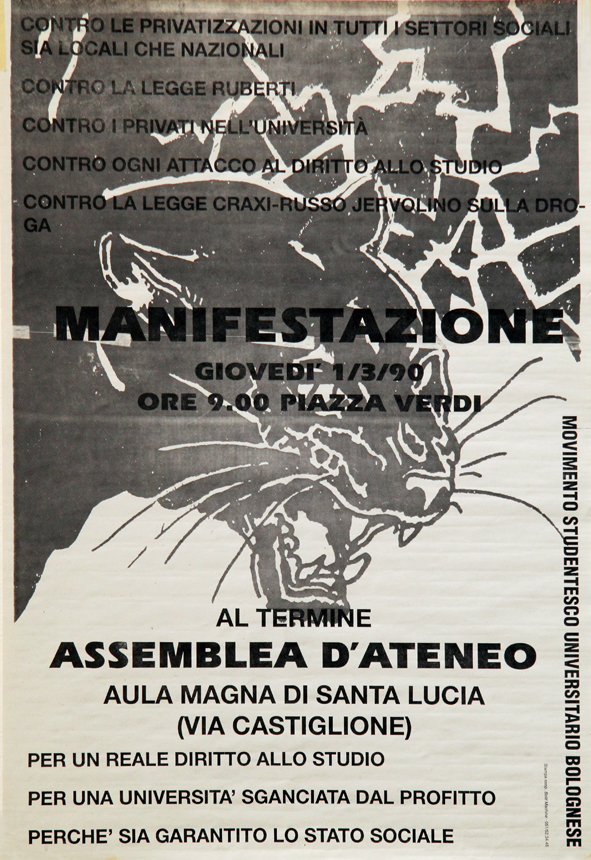 CONTRO LE PRIVATIZZAZIONI IN TUTTI I SETTORI SOCIALI
SIA LOCALI CHE NAZIONALI
CONTRO LA LEGGE RUBERTI
CONTRO I PRIVATI NELL'UNIVERSITÀ
CONTRO OGNI ATTACCO AL DIRITTO ALLO STUDIO
CONTRO LA LEGGE CRAXI-RUSSO JERVOLINO SULLA DRO-
GA
MANIFESTAZIONE
GIOVEDI' 1/3/90
ORE 9.00 PIAZZA VERDI
AL TERMINE
ASSEMBLEA D'ATENEO
AULA MAGNA DI SANTA LUCIA
(VIA CASTIGLIONE)
PER UN REALE DIRITTO ALLO STUDIO
PER UNA UNIVERSITA' SGANCIATA DAL PROFITTO
PERCHE' SIA GARANTITO LO STATO SOCIALE
MOVIMENTO STUDENTESCO UNIVERSITARIO BOLOGNESE